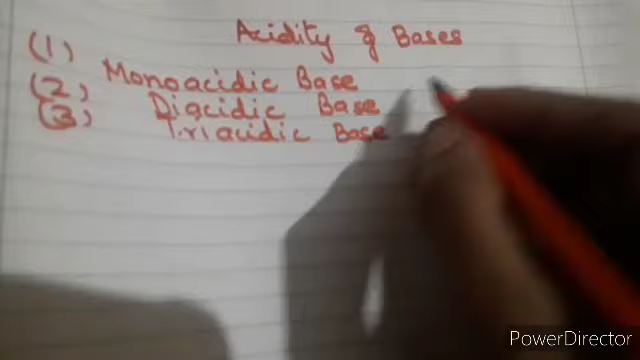 Acidity of Bases
(1) Monoacidic Base
(2) Diacidic Base
(3) Triacidic Base
PowerDirector